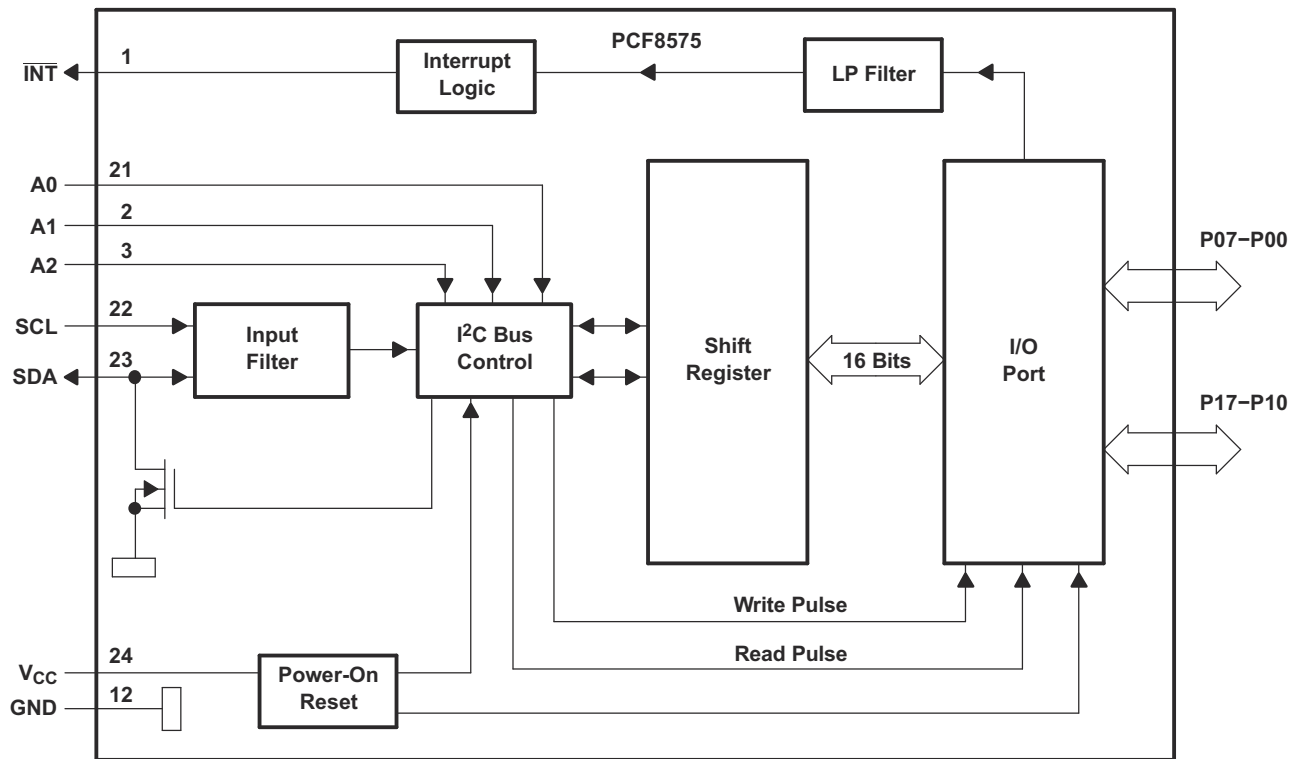 PCF8575
INT
1
Interrupt
Logic
LP Filter
A0
21
A1
2
A2
3
SCL
22
SDA
23
Input
Filter
I²C Bus
Control
Shift
Register
16 Bits
I/O
Port
P07−P00
P17−P10
Write Pulse
Read Pulse
VCC
24
GND
12
Power-On
Reset